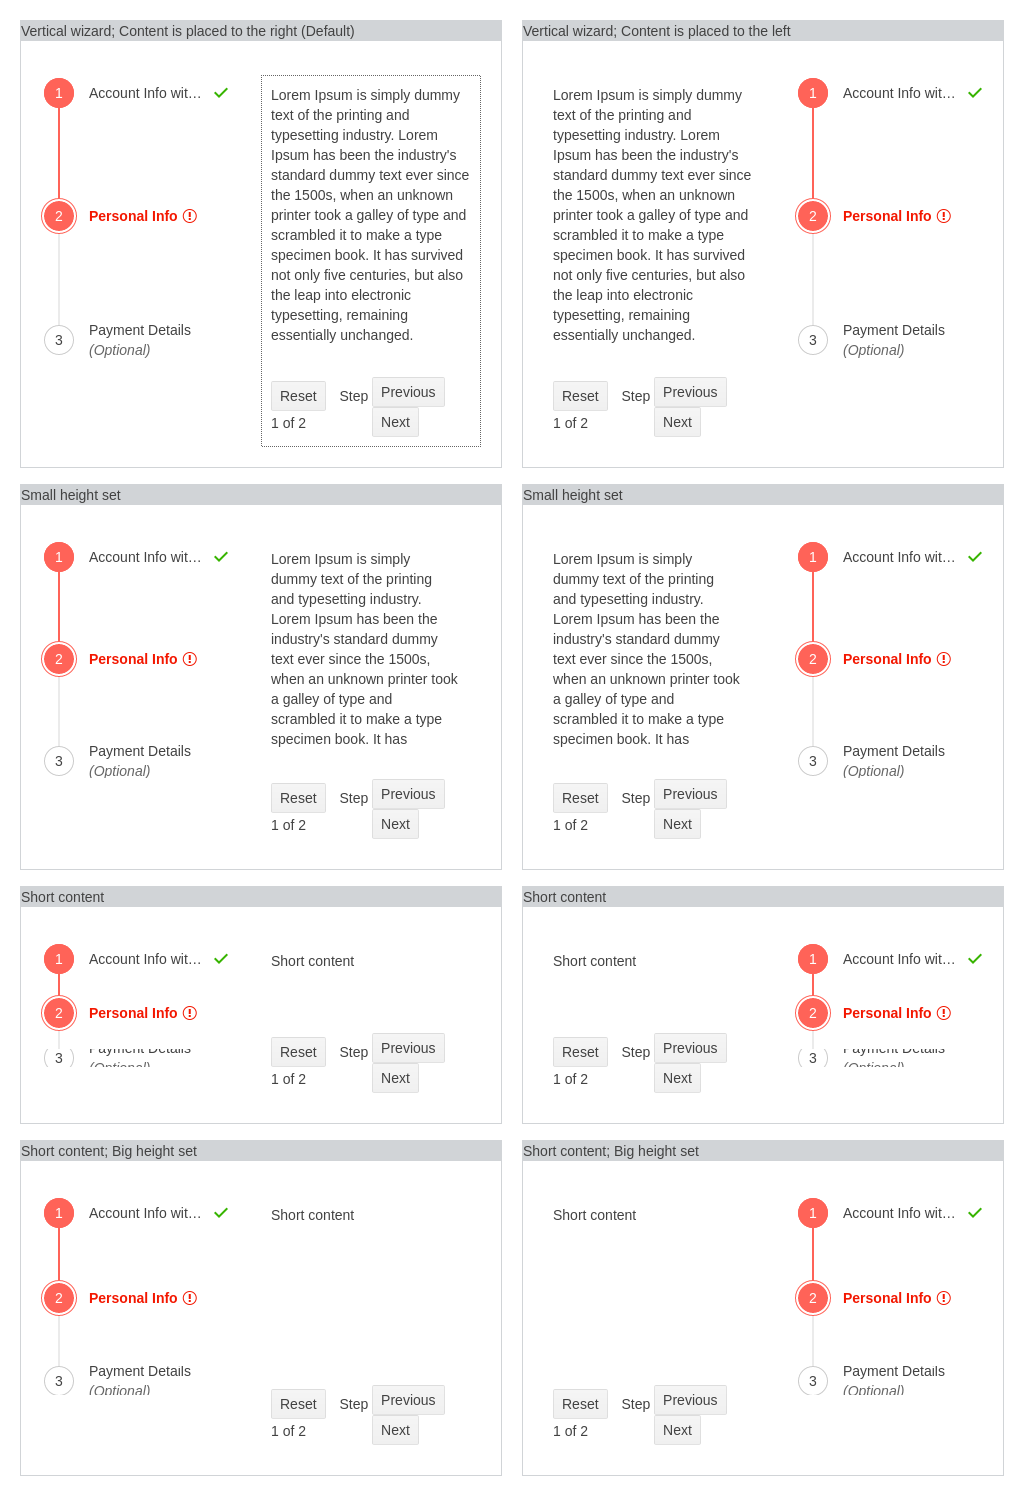 Vertical wizard; Content is placed to the right (Default)
1 Account Info wit…
2 Personal Info
3 Payment Details
(Optional)
Lorem Ipsum is simply dummy
text of the printing and
typesetting industry. Lorem
Ipsum has been the industry's
standard dummy text ever since
the 1500s, when an unknown
printer took a galley of type and
scrambled it to make a type
specimen book. It has survived
not only five centuries, but also
the leap into electronic
typesetting, remaining
essentially unchanged.
Reset Step Previous
1 of 2 Next
Vertical wizard; Content is placed to the left
Lorem Ipsum is simply dummy
text of the printing and
typesetting industry. Lorem
Ipsum has been the industry's
standard dummy text ever since
the 1500s, when an unknown
printer took a galley of type and
scrambled it to make a type
specimen book. It has survived
not only five centuries, but also
the leap into electronic
typesetting, remaining
essentially unchanged.
Reset Step Previous
1 of 2 Next
1 Account Info wit…
2 Personal Info
3 Payment Details
(Optional)
Small height set
1 Account Info wit…
2 Personal Info
3 Payment Details
(Optional)
Lorem Ipsum is simply
dummy text of the printing
and typesetting industry.
Lorem Ipsum has been the
industry's standard dummy
text ever since the 1500s,
when an unknown printer took
a galley of type and
scrambled it to make a type
specimen book. It has
Reset Step Previous
1 of 2 Next
Small height set
Lorem Ipsum is simply
dummy text of the printing
and typesetting industry.
Lorem Ipsum has been the
industry's standard dummy
text ever since the 1500s,
when an unknown printer took
a galley of type and
scrambled it to make a type
specimen book. It has
Reset Step Previous
1 of 2 Next
1 Account Info wit…
2 Personal Info
3 Payment Details
(Optional)
Short content
1 Account Info wit…
2 Personal Info
3 Payment Details
(Optional)
Short content
Reset Step Previous
1 of 2 Next
Short content
Short content
Reset Step Previous
1 of 2 Next
1 Account Info wit…
2 Personal Info
3 Payment Details
(Optional)
Short content; Big height set
1 Account Info wit…
2 Personal Info
3 Payment Details
(Optional)
Short content
Reset Step Previous
1 of 2 Next
Short content; Big height set
Short content
Reset Step Previous
1 of 2 Next
1 Account Info wit…
2 Personal Info
3 Payment Details
(Optional)